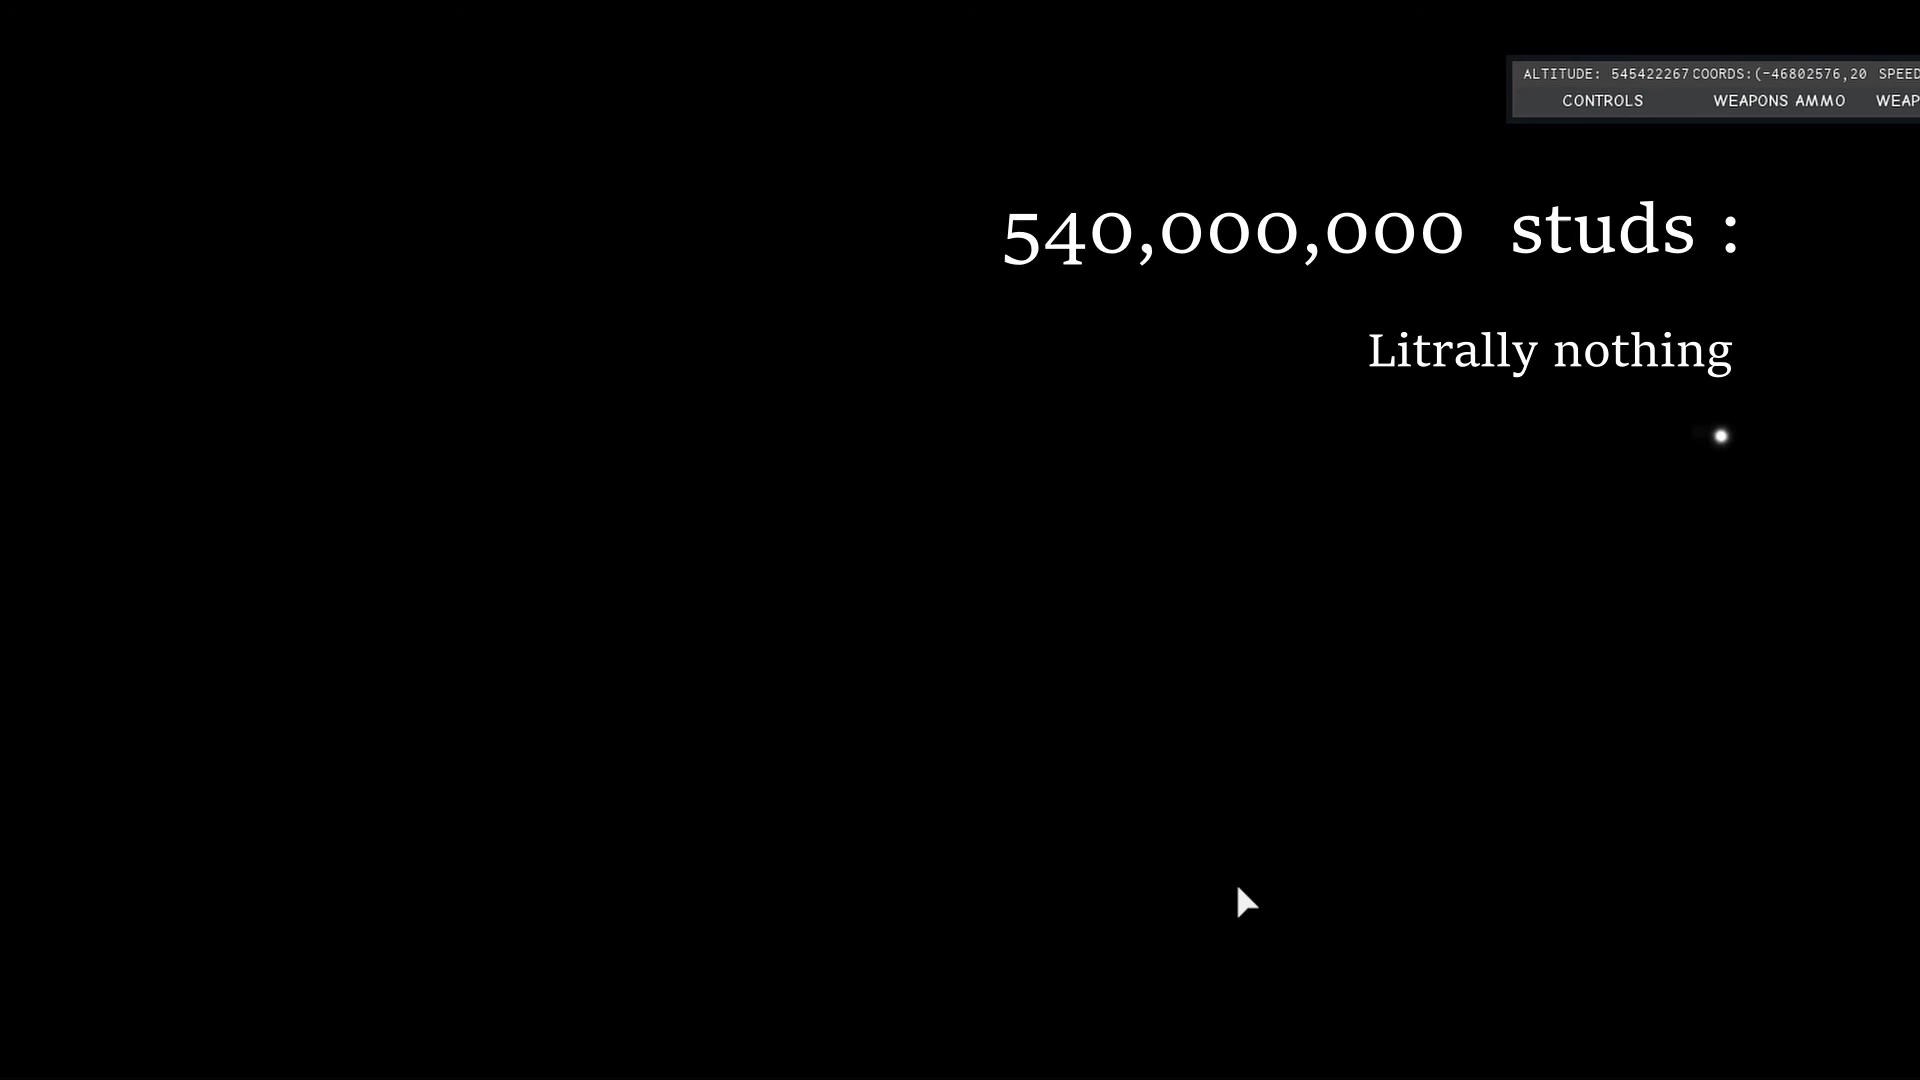 ALTITUDE: 545422267 COORDS:(-46802576,20 SPEED
CONTROLS WEAPONS AMMO WEAP
540,000,000 studs :
Litrally nothing